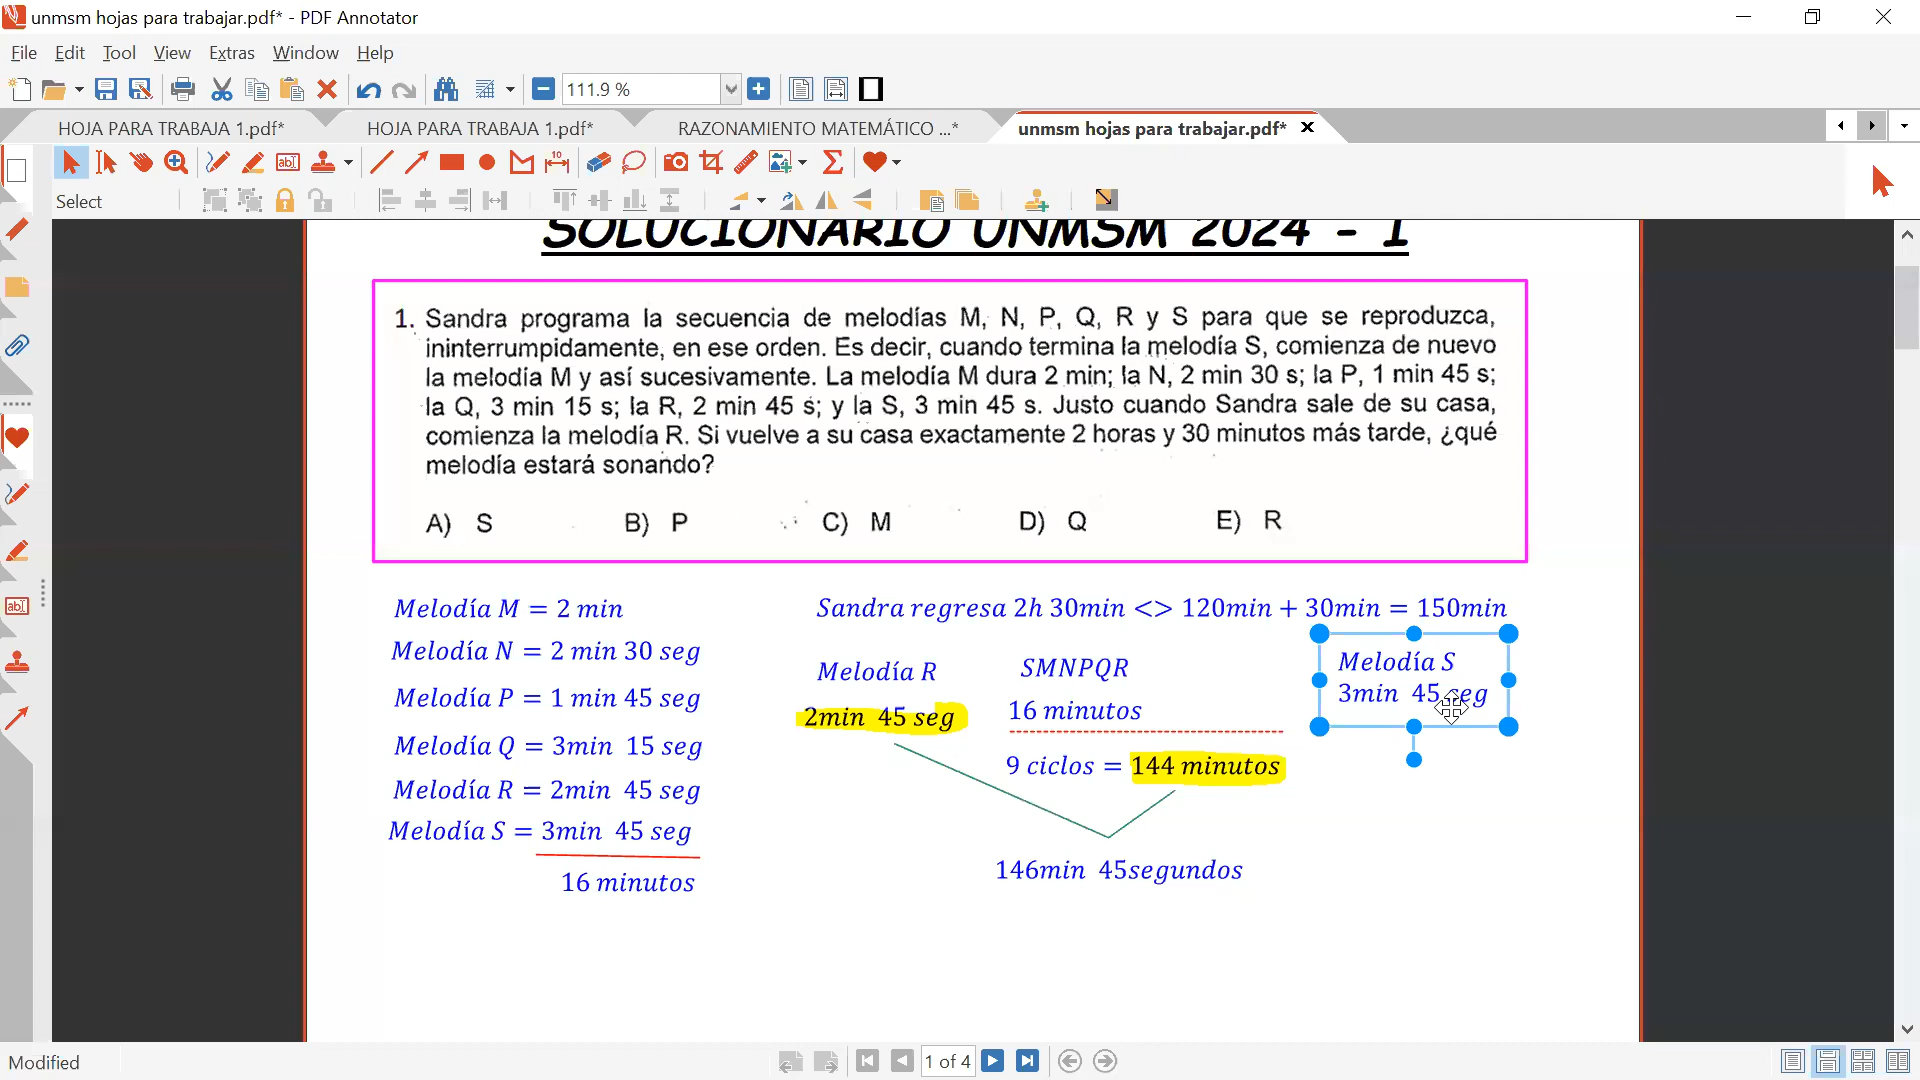 unmsm hojas para trabajar.pdf* - PDF Annotator
File Edit Tool View Extras Window Help
111.9 %
HOJA PARA TRABAJA 1.pdf*
HOJA PARA TRABAJA 1.pdf*
RAZONAMIENTO MATEMÁTICO ...*
unmsm hojas para trabajar.pdf*
Select
SOLUCIONARIO UNMSM 2024 - I
1. Sandra programa la secuencia de melodías M, N, P, Q, R y S para que se reproduzca,
ininterrumpidamente, en ese orden. Es decir, cuando termina la melodía S, comienza de nuevo
la melodía M y así sucesivamente. La melodía M dura 2 min; la N, 2 min 30 s; la P, 1 min 45 s;
la Q, 3 min 15 s; la R, 2 min 45 s; y la S, 3 min 45 s. Justo cuando Sandra sale de su casa,
comienza la melodía R. Si vuelve a su casa exactamente 2 horas y 30 minutos más tarde, ¿qué
melodía estará sonando?
A) S B) P C) M D) Q E) R
Melodía M = 2 min
Melodía N = 2 min 30 seg
Melodía P = 1 min 45 seg
Melodía Q = 3min 15 seg
Melodía R = 2min 45 seg
Melodía S = 3min 45 seg
16 minutos
Sandra regresa 2h 30min <> 120min + 30min = 150min
Melodía R
2min 45 seg
SMNPQR
16 minutos
9 ciclos = 144 minutos
Melodía S
3min 45 seg
146min 45segundos
Modified
1 of 4